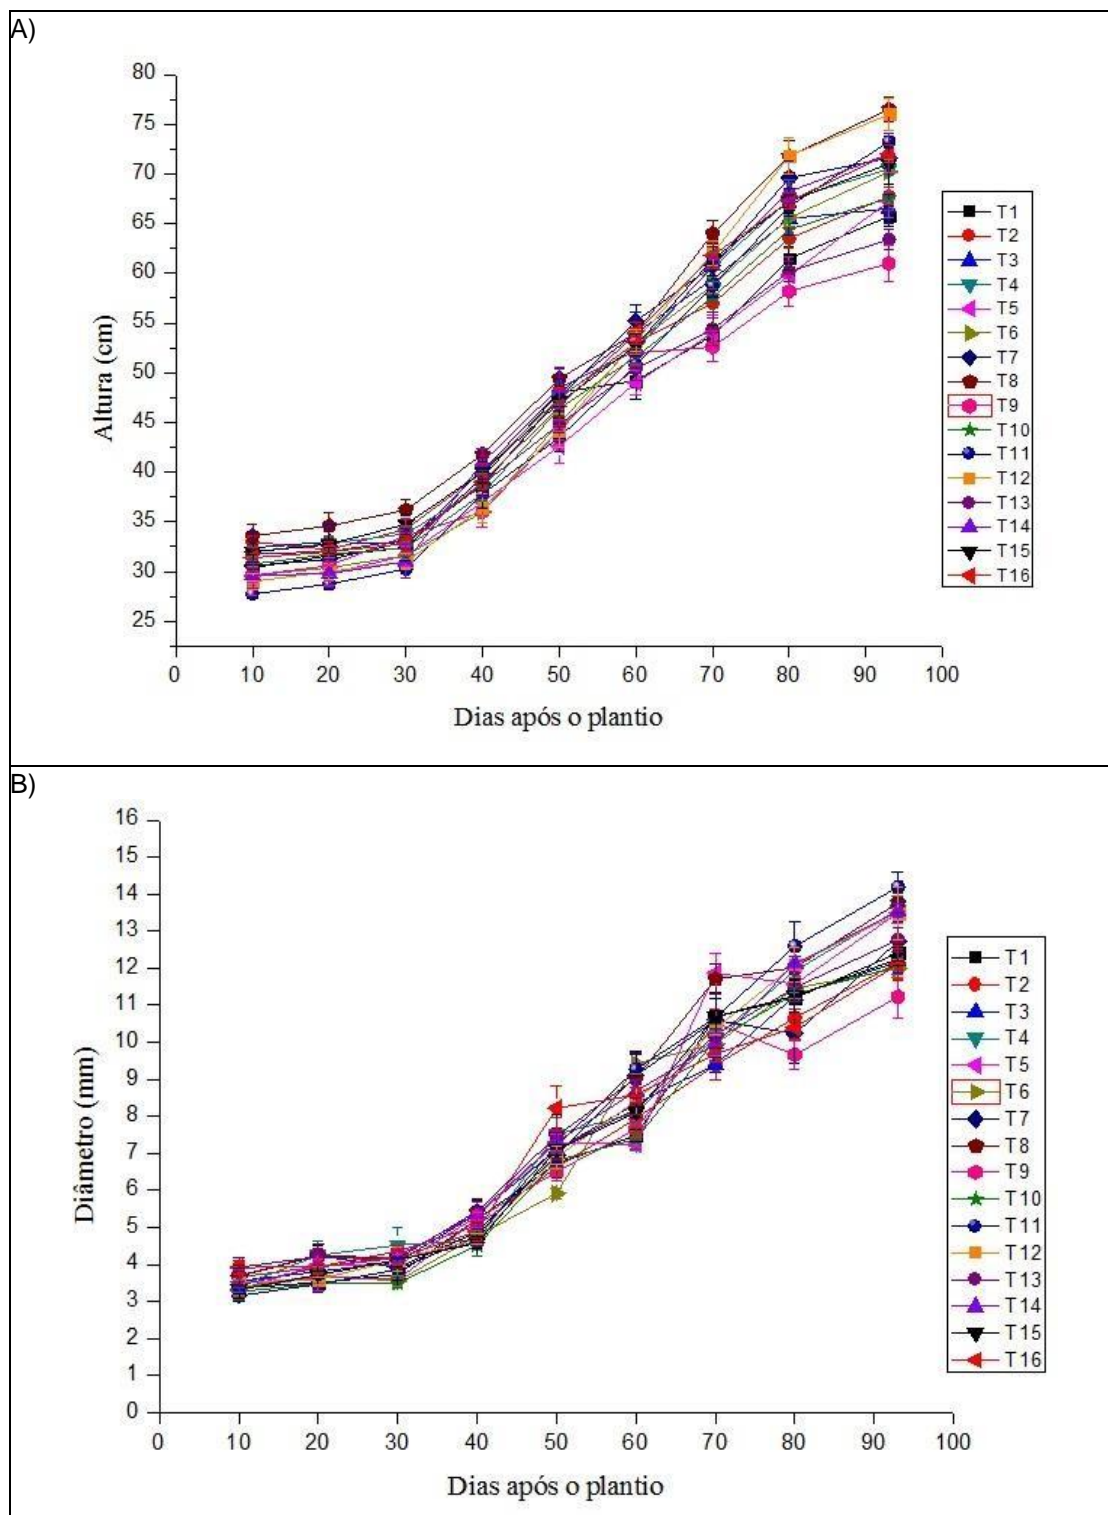 A)
80
75
70
65
60
55
50
45
40
35
30
25
Altura (cm)
0 10 20 30 40 50 60 70 80 90 100
Dias após o plantio
T1
T2
T3
T4
T5
T6
T7
T8
T9
T10
T11
T12
T13
T14
T15
T16
B)
16
15
14
13
12
11
10
9
8
7
6
5
4
3
2
1
0
Diâmetro (mm)
0 10 20 30 40 50 60 70 80 90 100
Dias após o plantio
T1
T2
T3
T4
T5
T6
T7
T8
T9
T10
T11
T12
T13
T14
T15
T16